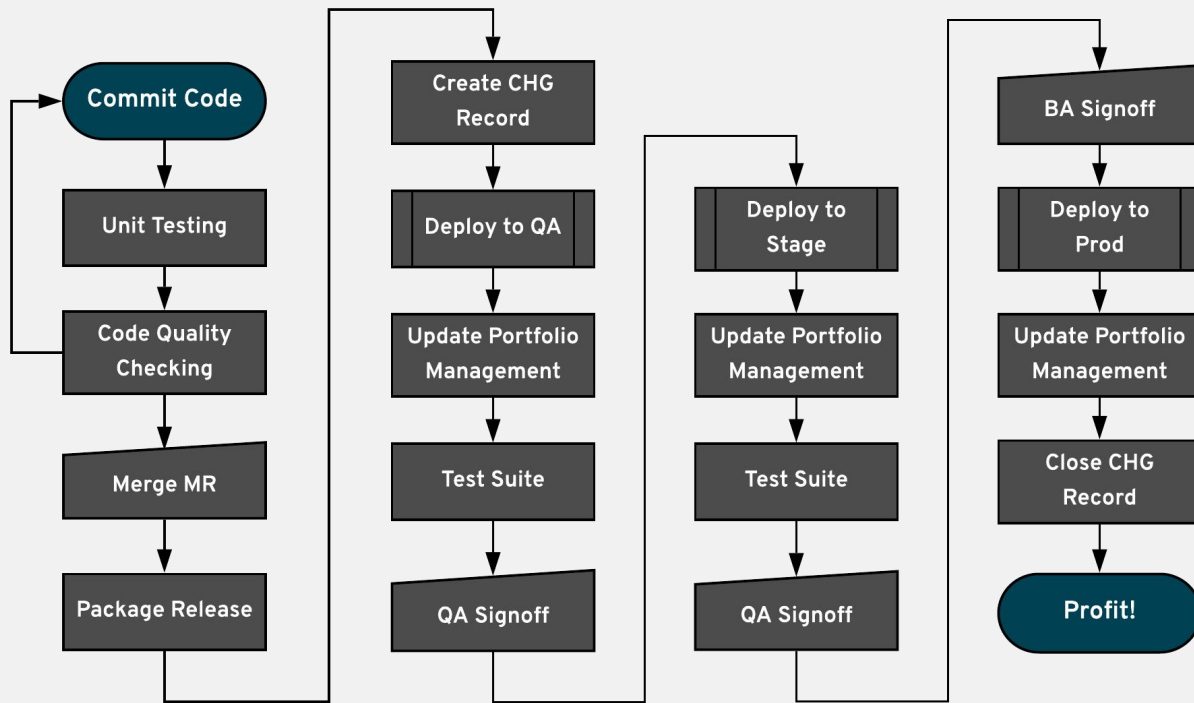 Commit Code
Unit Testing
Code Quality
Checking
Merge MR
Package Release
Create CHG
Record
Deploy to QA
Update Portfolio
Management
Test Suite
QA Signoff
Deploy to
Stage
Update Portfolio
Management
Test Suite
QA Signoff
BA Signoff
Deploy to
Prod
Update Portfolio
Management
Close CHG
Record
Profit!